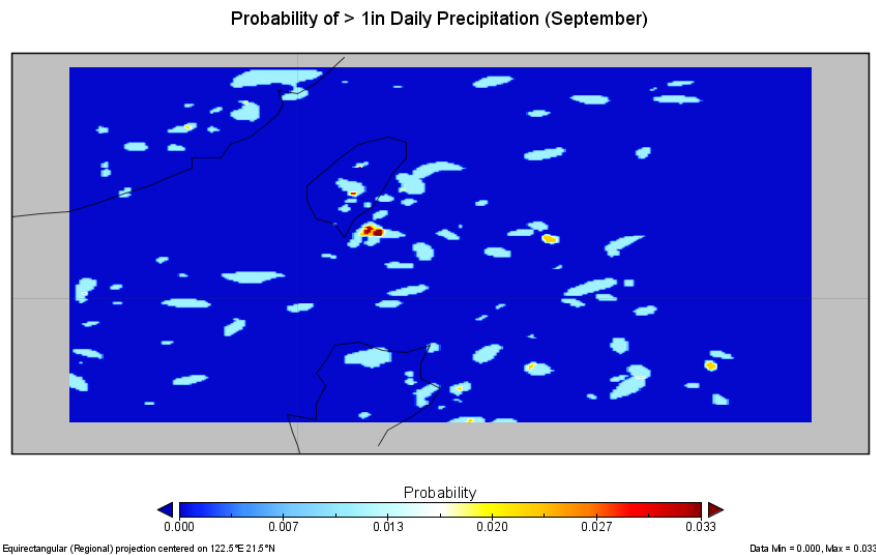 Probability of > 1in Daily Precipitation (September)
Probability
0.000 0.007 0.013 0.020 0.027 0.033
Equirectangular (Regional) projection centered on 122.5°E 21.5°N
Data Min = 0.000, Max = 0.033